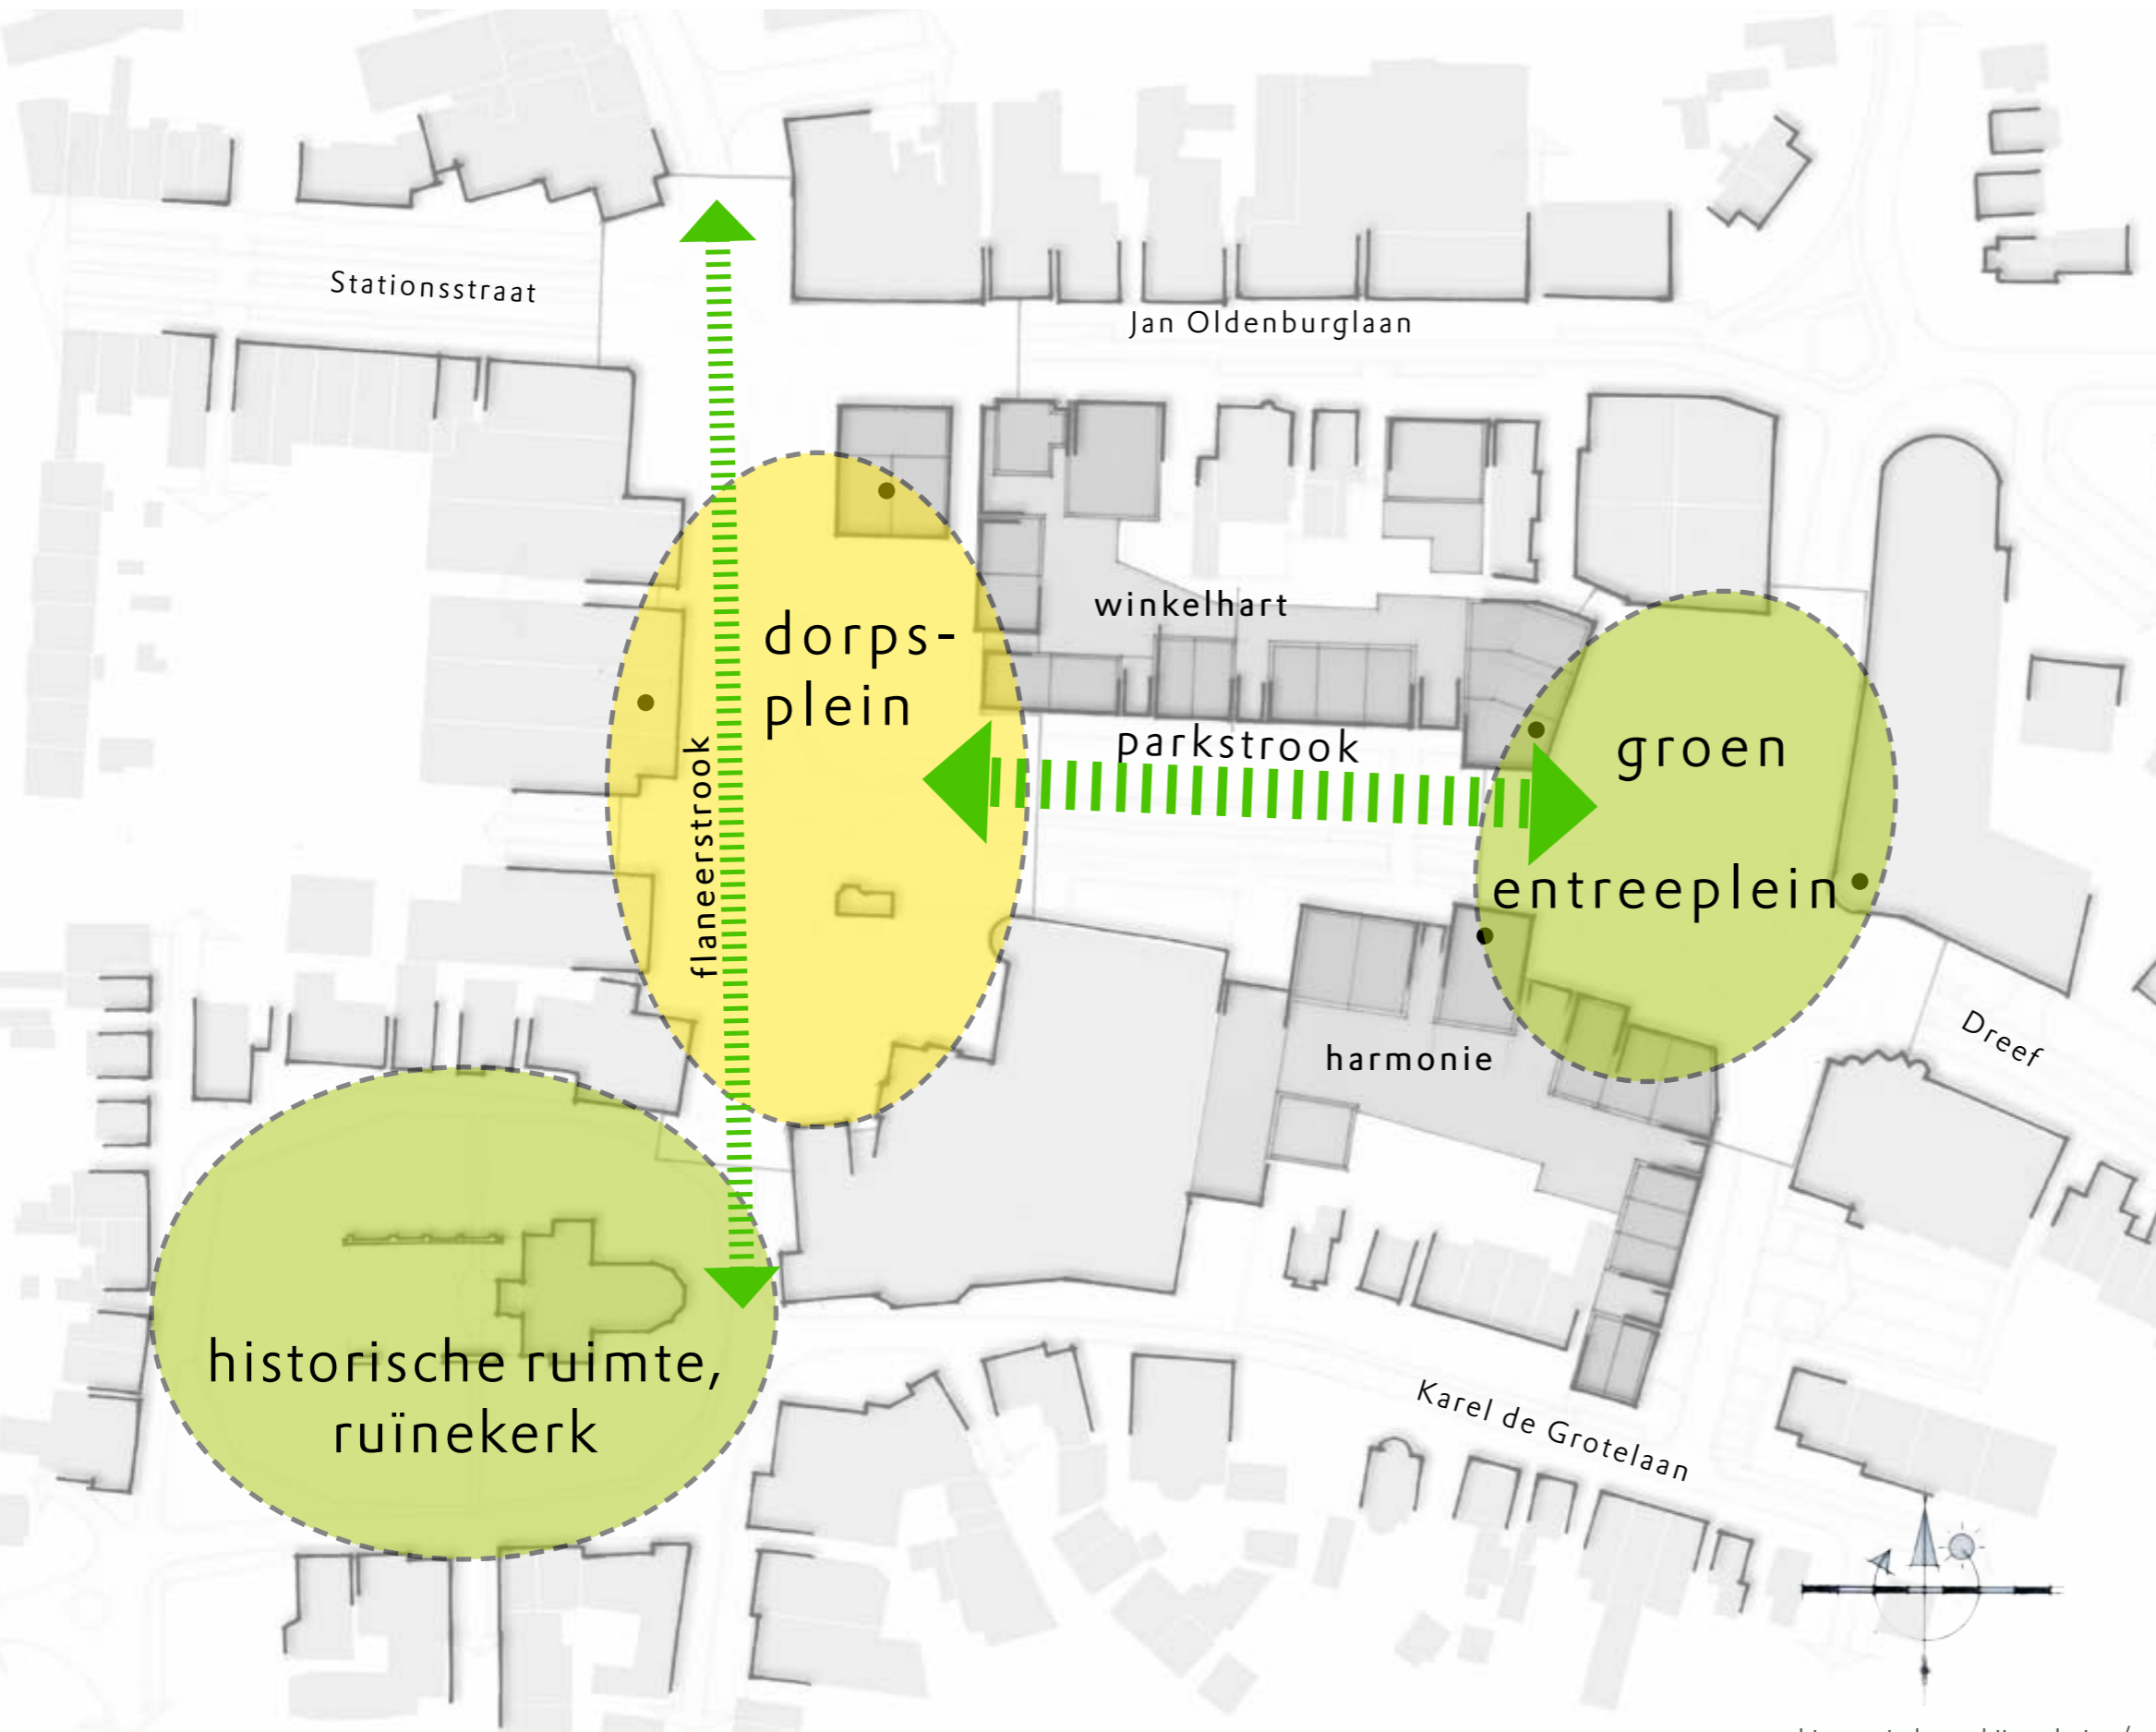 Stationsstraat
Jan Oldenburglaan
winkelhart
dorps-
plein
parkstrook
groen
entreeplein
flaneerstrook
harmonie
Dreef
historische ruimte,
ruïnekerk
Karel de Grotelaan